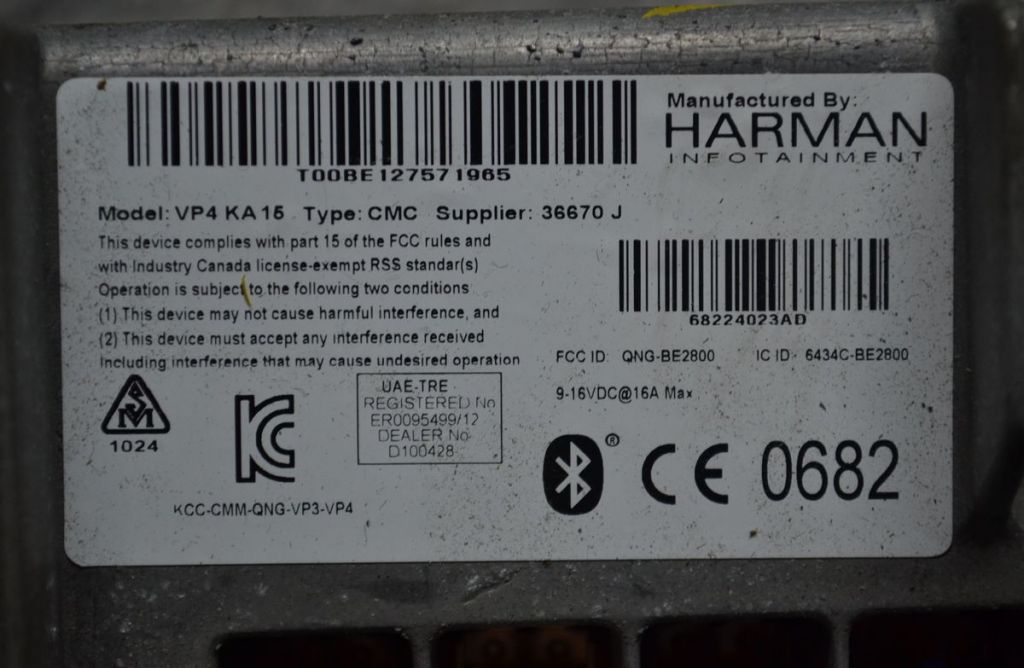 Manufactured By:
HARMAN
INFOTAINMENT
T00BE127571965
Model: VP4 KA15 Type: CMC Supplier: 36670 J
This device complies with part 15 of the FCC rules and
with Industry Canada license-exempt RSS standar(s)
Operation is subject to the following two conditions
(1) This device may not cause harmful interference, and
(2) This device must accept any interference received
Including interference that may cause undesired operation
68224023AD
FCC ID: QNG-BE2800 IC ID - 6434C-BE2800
9-16VDC@16A Max
SM
1024
KC
UAE-TRE
REGISTERED No
ER0095499/12
DEALER No
D100428
® CE 0682
KCC-CMM-QNG-VP3-VP4